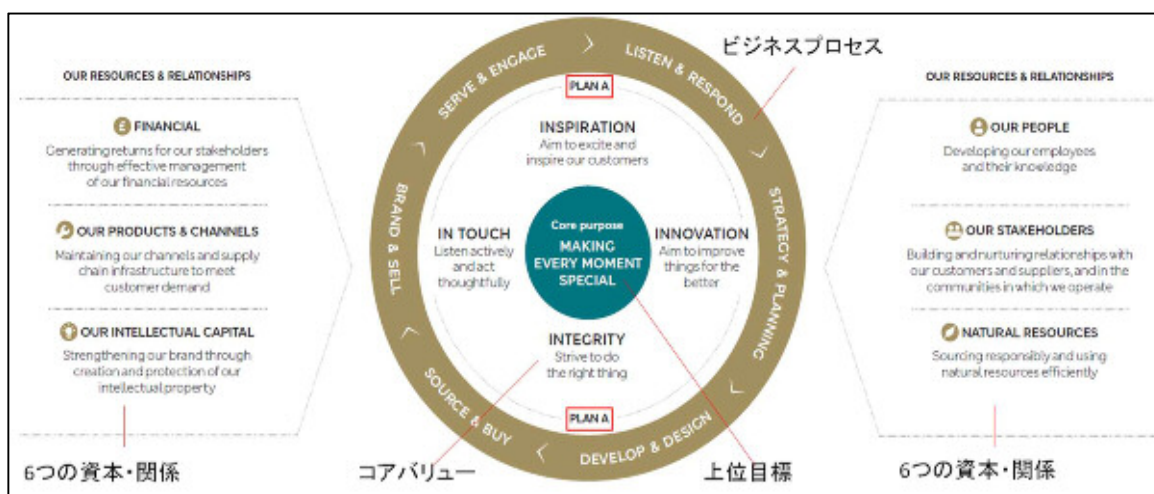 OUR RESOURCES & RELATIONSHIPS
FINANCIAL
Generating returns for our stakeholders
through effective management
of our financial resources
OUR PRODUCTS & CHANNELS
Maintaining our channels and supply
chain infrastructure to meet
customer demand
OUR INTELLECTUAL CAPITAL
Strengthening our brand through
creation and protection of our
intellectual property
6つの資本・関係
SERVE & ENGAGE
LISTEN & RESPOND
STRATEGY & PLANNING
DEVELOP & DESIGN
SOURCE & BUY
BRAND & SELL
PLAN A
INSPIRATION
Aim to excite and
inspire our customers
IN TOUCH
Listen actively
and act
thoughtfully
Core purpose
MAKING
EVERY MOMENT
SPECIAL
INNOVATION
Aim to improve
things for the
better
INTEGRITY
Strive to do
the right thing
PLAN A
コアバリュー
上位目標
ビジネスプロセス
OUR RESOURCES & RELATIONSHIPS
OUR PEOPLE
Developing our employees
and their knowledge
OUR STAKEHOLDERS
Building and nurturing relationships with
our customers and suppliers, and in the
communities in which we operate
NATURAL RESOURCES
Sourcing responsibly and using
natural resources efficiently
6つの資本・関係